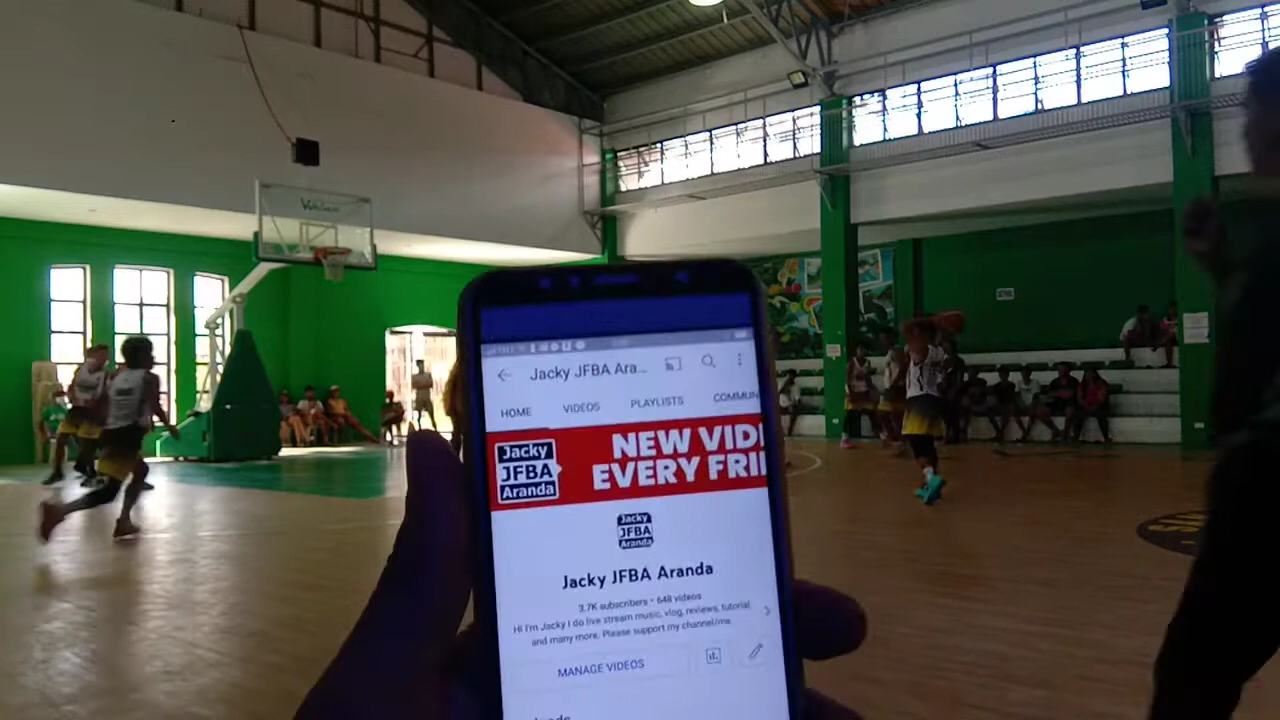 Jacky JFBA Ara...
HOME VIDEOS PLAYLISTS COMMUN
Jacky
JFBA
Aranda
NEW VID
EVERY FRI
Jacky
JFBA
Aranda
Jacky JFBA Aranda
3.7K subscribers • 648 videos
Hi I'm Jacky I do live stream music, vlog, reviews, tutorial
and many more. Please support my channel/me.
MANAGE VIDEOS